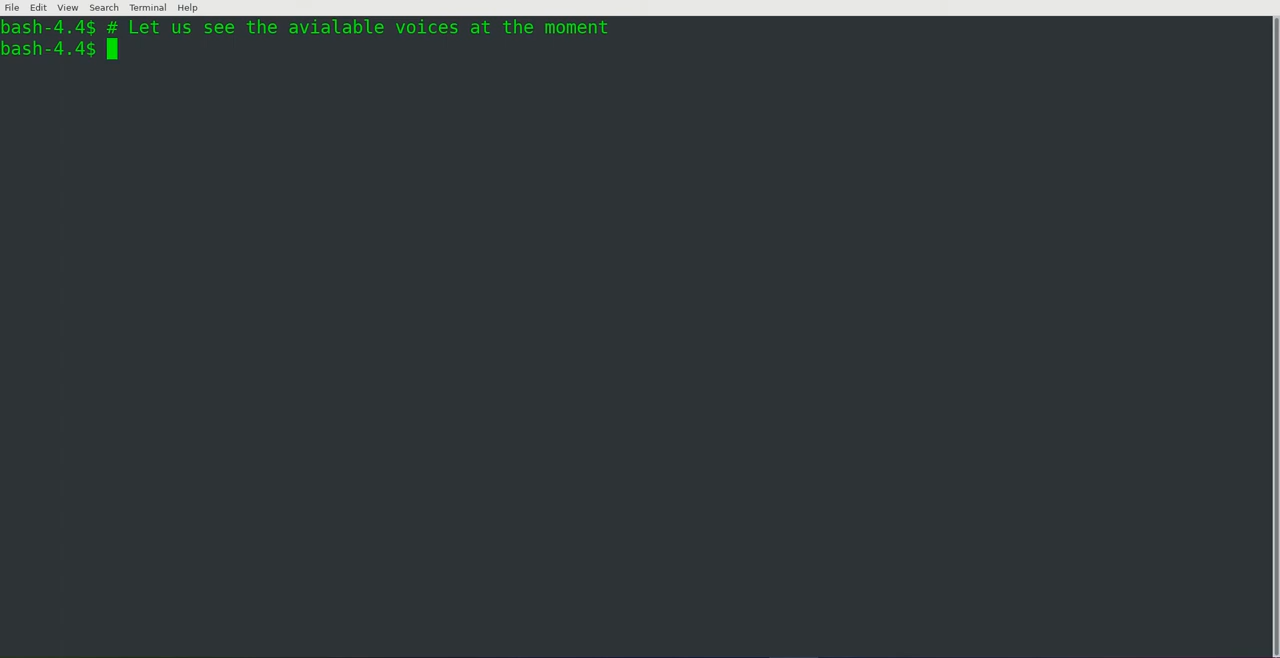 File Edit View Search Terminal Help
bash-4.4$ # Let us see the avialable voices at the moment
bash-4.4$